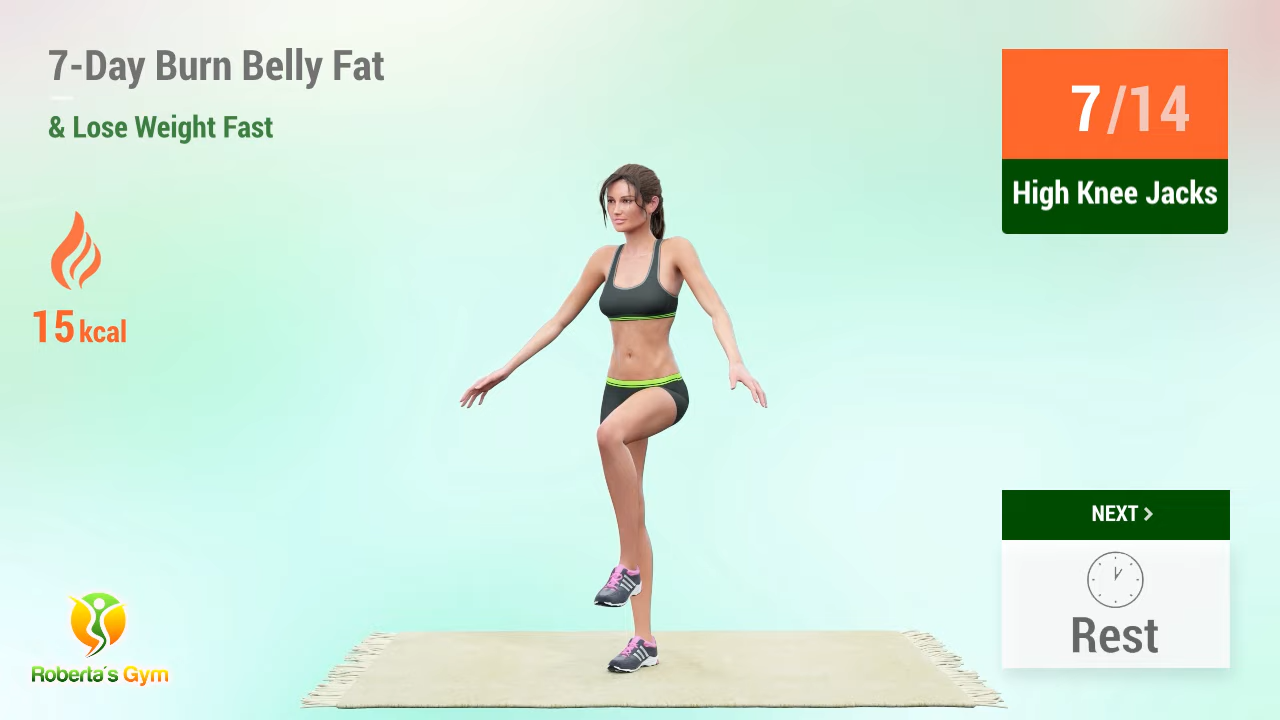 7-Day Burn Belly Fat
& Lose Weight Fast
7/14
High Knee Jacks
15 kcal
NEXT >
Rest
Roberta´s Gym